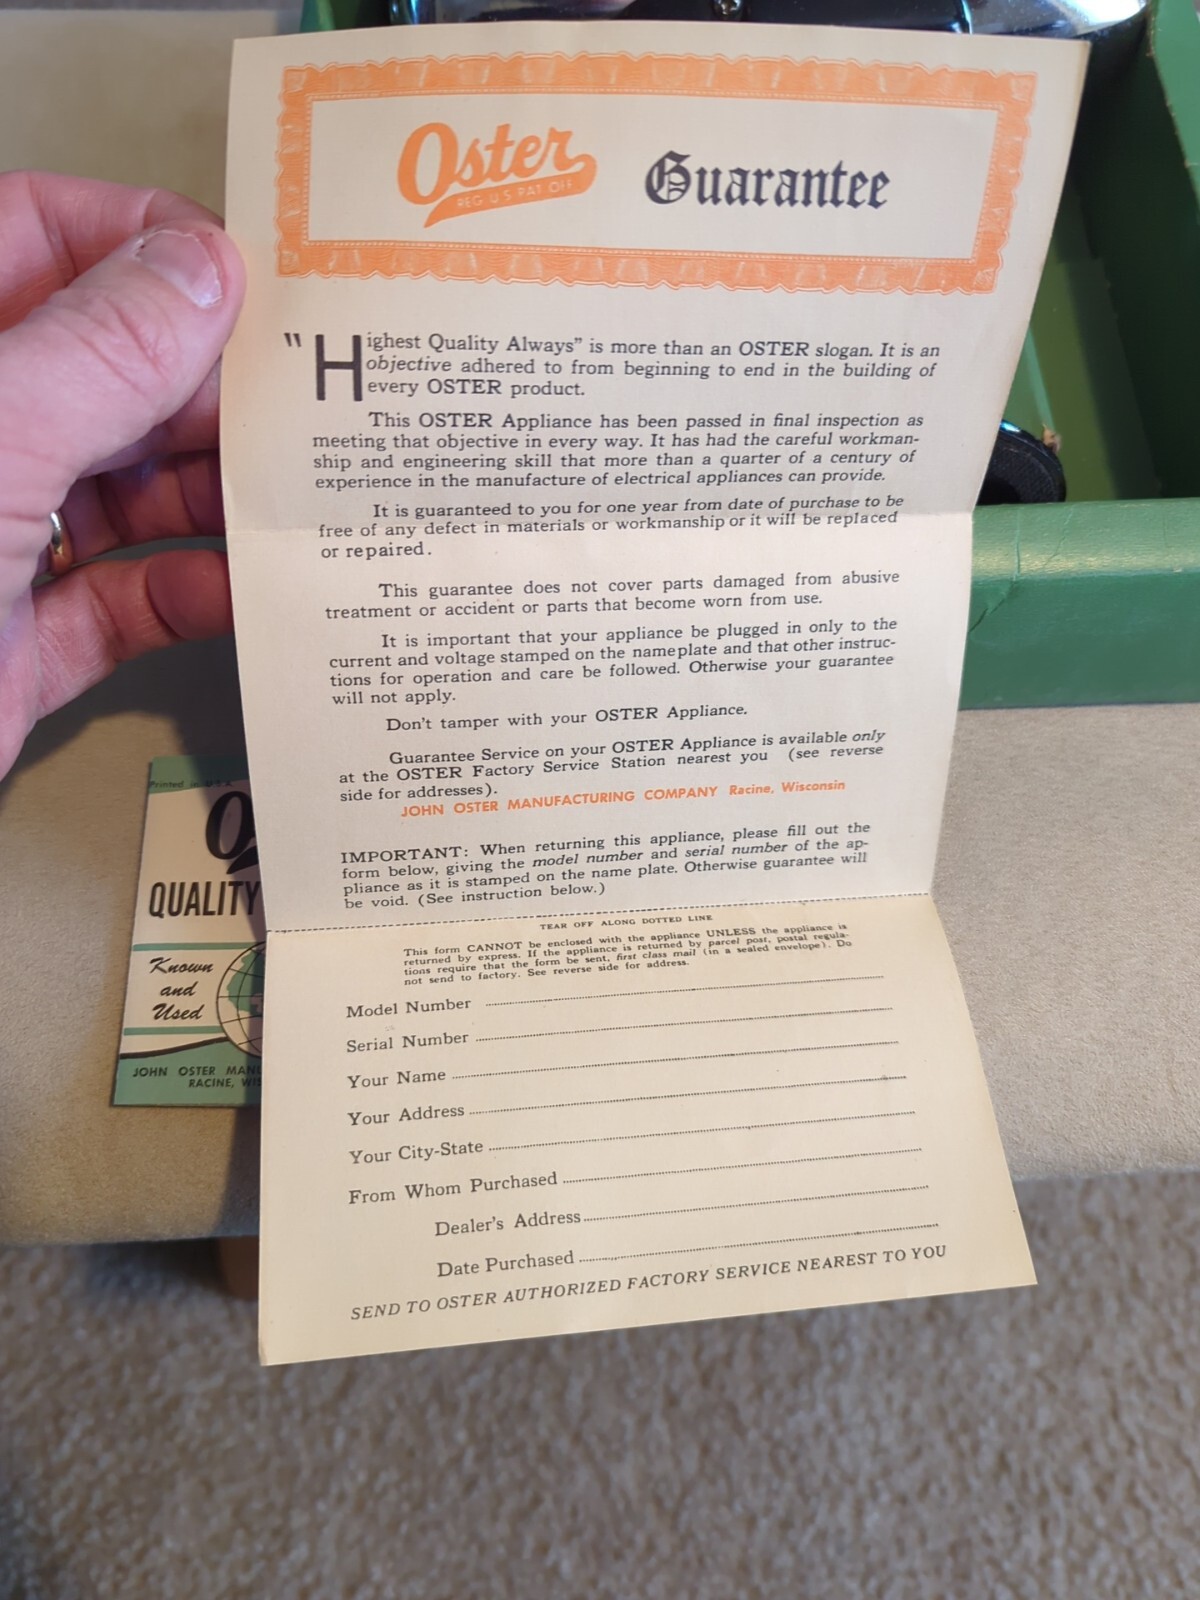 Oster
REG U S PAT OFF
Guarantee
"Highest Quality Always" is more than an OSTER slogan. It is an
objective adhered to from beginning to end in the building of
every OSTER product.
This OSTER Appliance has been passed in final inspection as
meeting that objective in every way. It has had the careful workman-
ship and engineering skill that more than a quarter of a century of
experience in the manufacture of electrical appliances can provide.
It is guaranteed to you for one year from date of purchase to be
free of any defect in materials or workmanship or it will be replaced
or repaired.
This guarantee does not cover parts damaged from abusive
treatment or accident or parts that become worn from use.
It is important that your appliance be plugged in only to the
current and voltage stamped on the nameplate and that other instruc-
tions for operation and care be followed. Otherwise your guarantee
will not apply.
Don't tamper with your OSTER Appliance.
Guarantee Service on your OSTER Appliance is available only
at the OSTER Factory Service Station nearest you (see reverse
side for addresses).
JOHN OSTER MANUFACTURING COMPANY Racine, Wisconsin
IMPORTANT: When returning this appliance, please fill out the
form below, giving the model number and serial number of the ap-
pliance as it is stamped on the name plate. Otherwise guarantee will
be void. (See instruction below.)
TEAR OFF ALONG DOTTED LINE
This form CANNOT be enclosed with the appliance UNLESS the appliance is
returned by express. If the appliance is returned by parcel post, postal regula-
tions require that the form be sent, first class mail (in a sealed envelope). Do
not send to factory. See reverse side for address.
Model Number
Serial Number
Your Name
Your Address
Your City-State
From Whom Purchased
Dealer's Address
Date Purchased
SEND TO OSTER AUTHORIZED FACTORY SERVICE NEAREST TO YOU
Printed in U.S.A.
QUALITY
Known
and
Used
JOHN OSTER
RACINE,